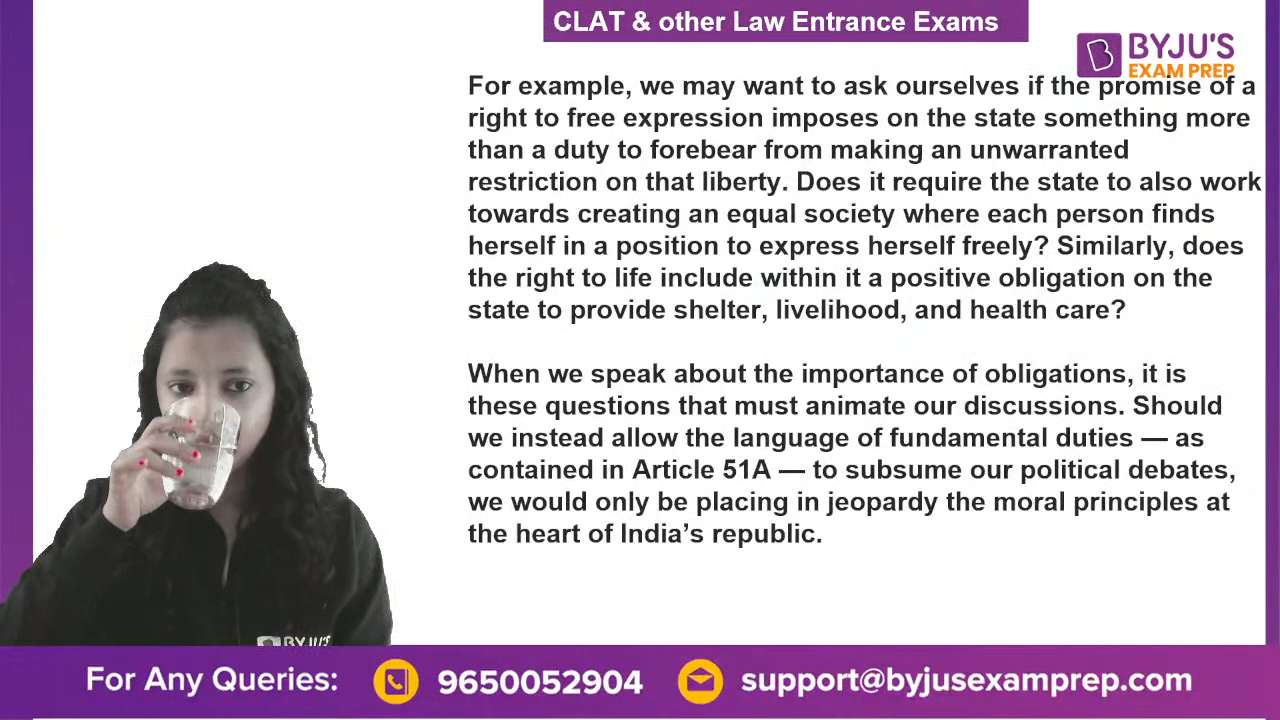 CLAT & other Law Entrance Exams
BYJU'S
EXAM PREP
For example, we may want to ask ourselves if the promise of a
right to free expression imposes on the state something more
than a duty to forebear from making an unwarranted
restriction on that liberty. Does it require the state to also work
towards creating an equal society where each person finds
herself in a position to express herself freely? Similarly, does
the right to life include within it a positive obligation on the
state to provide shelter, livelihood, and health care?
When we speak about the importance of obligations, it is
these questions that must animate our discussions. Should
we instead allow the language of fundamental duties — as
contained in Article 51A — to subsume our political debates,
we would only be placing in jeopardy the moral principles at
the heart of India’s republic.
BYJU'S
For Any Queries:
9650052904
support@byjusexamprep.com